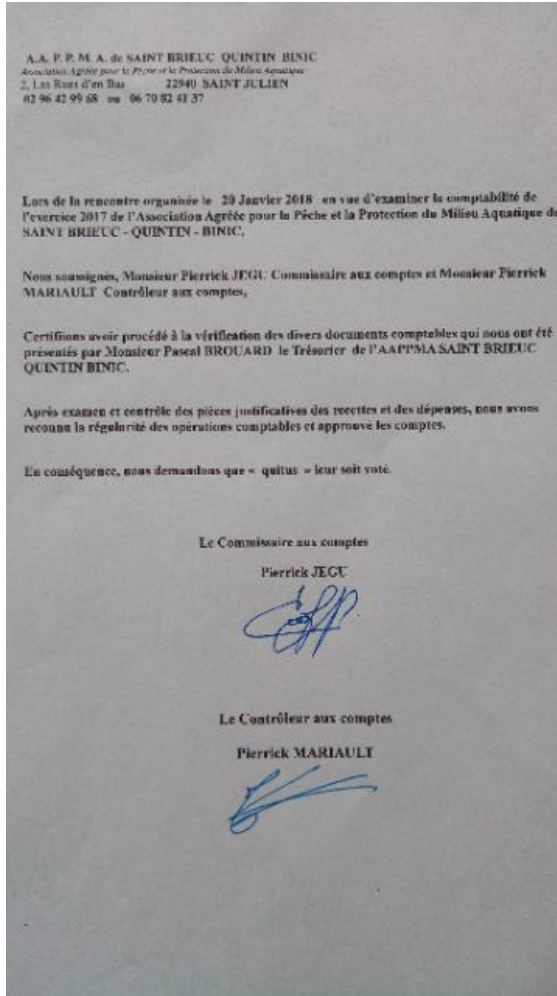 A.A. P. P. M. A. de SAINT BRIEUC QUINTIN BINIC
Association Agréée pour la Pêche et la Protection du Milieu Aquatique
2, Les Rues d'en Bas 22940 SAINT JULIEN
02 96 42 99 68 ou 06 70 82 41 37
Lors de la rencontre organisée le 20 Janvier 2018 en vue d'examiner la comptabilité de
l'exercice 2017 de l'Association Agréée pour la Pêche et la Protection du Milieu Aquatique de
SAINT BRIEUC - QUINTIN - BINIC,
Nous soussignés, Monsieur Pierrick JEGU Commissaire aux comptes et Monsieur Pierrick
MARIAULT Contrôleur aux comptes,
Certifions avoir procédé à la vérification des divers documents comptables qui nous ont été
présentés par Monsieur Pascal BROUARD le Trésorier de l'AAPPMA SAINT BRIEUC
QUINTIN BINIC.
Après examen et contrôle des pièces justificatives des recettes et des dépenses, nous avons
reconnu la régularité des opérations comptables et approuvé les comptes.
En conséquence, nous demandons que « quitus » leur soit voté.
Le Commissaire aux comptes
Pierrick JEGU
Le Contrôleur aux comptes
Pierrick MARIAULT